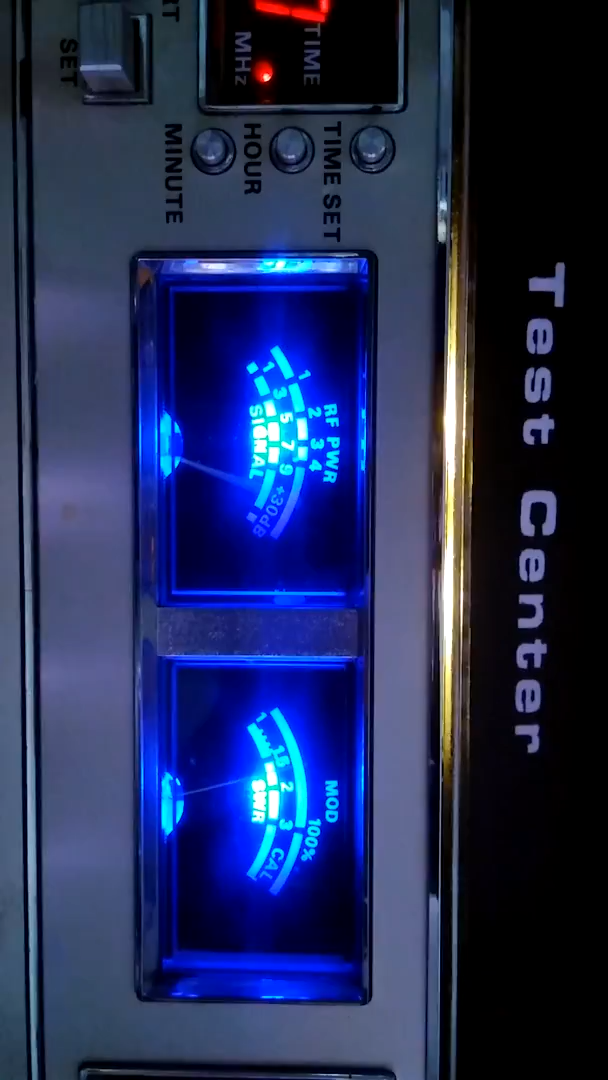 Test Center
TIME
MHz
TIME SET
HOUR
MINUTE
SET
RF PWR
1 2 3 4
1 3 5 7 9 +30dB
SIGNAL
MOD
100%
1 1.5 2 3 CAL
SWR